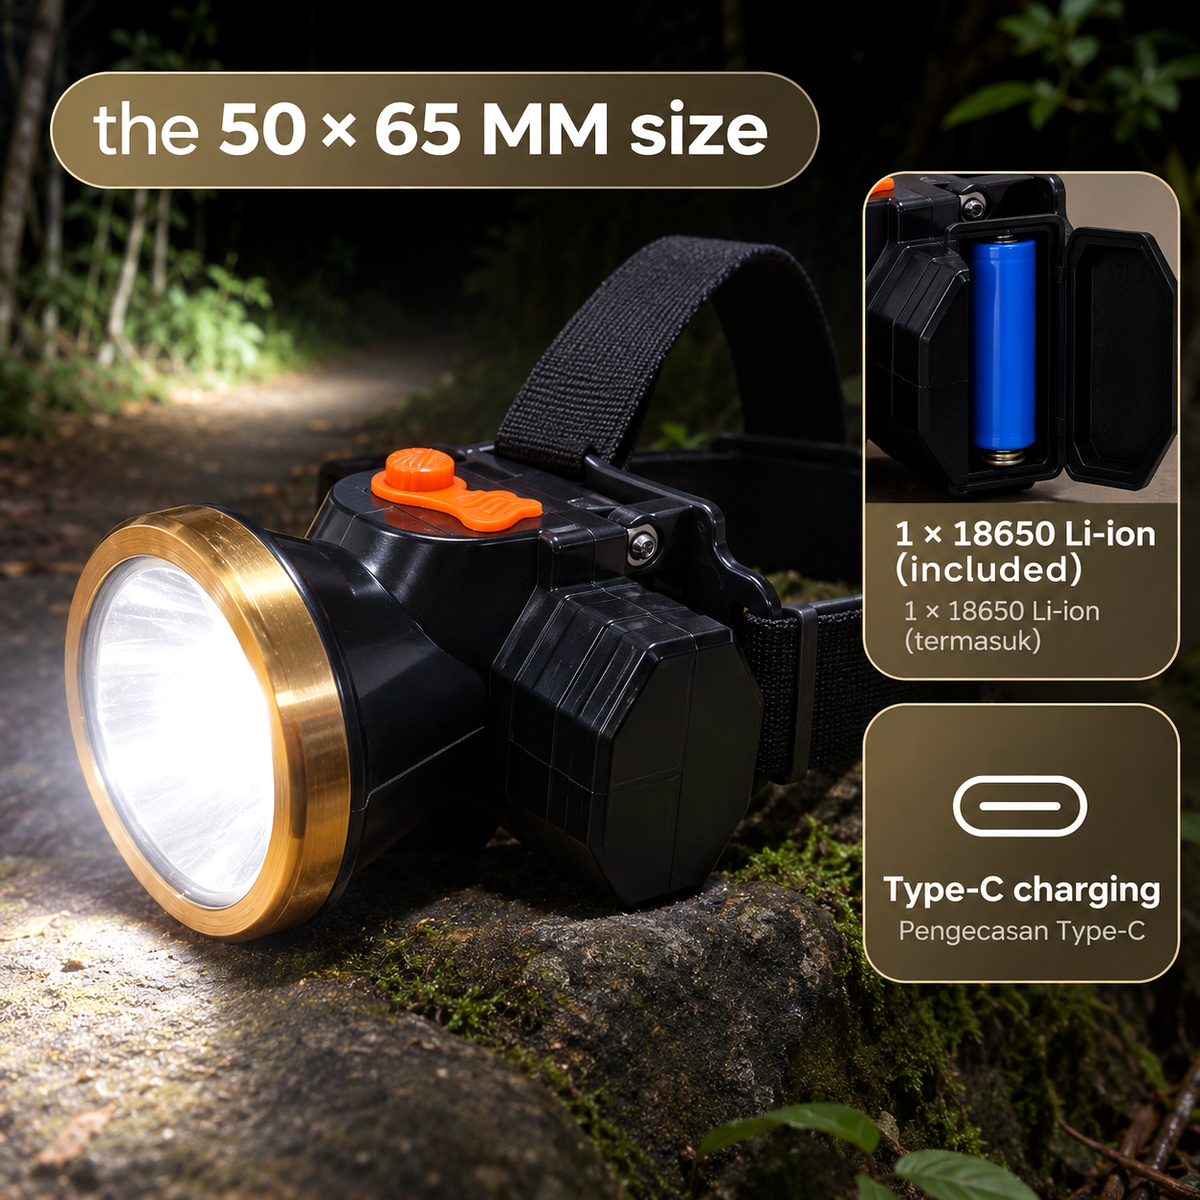 the 50 × 65 MM size
1 × 18650 Li-ion
(included)
1 × 18650 Li-ion
(termasuk)
Type-C charging
Pengecasan Type-C